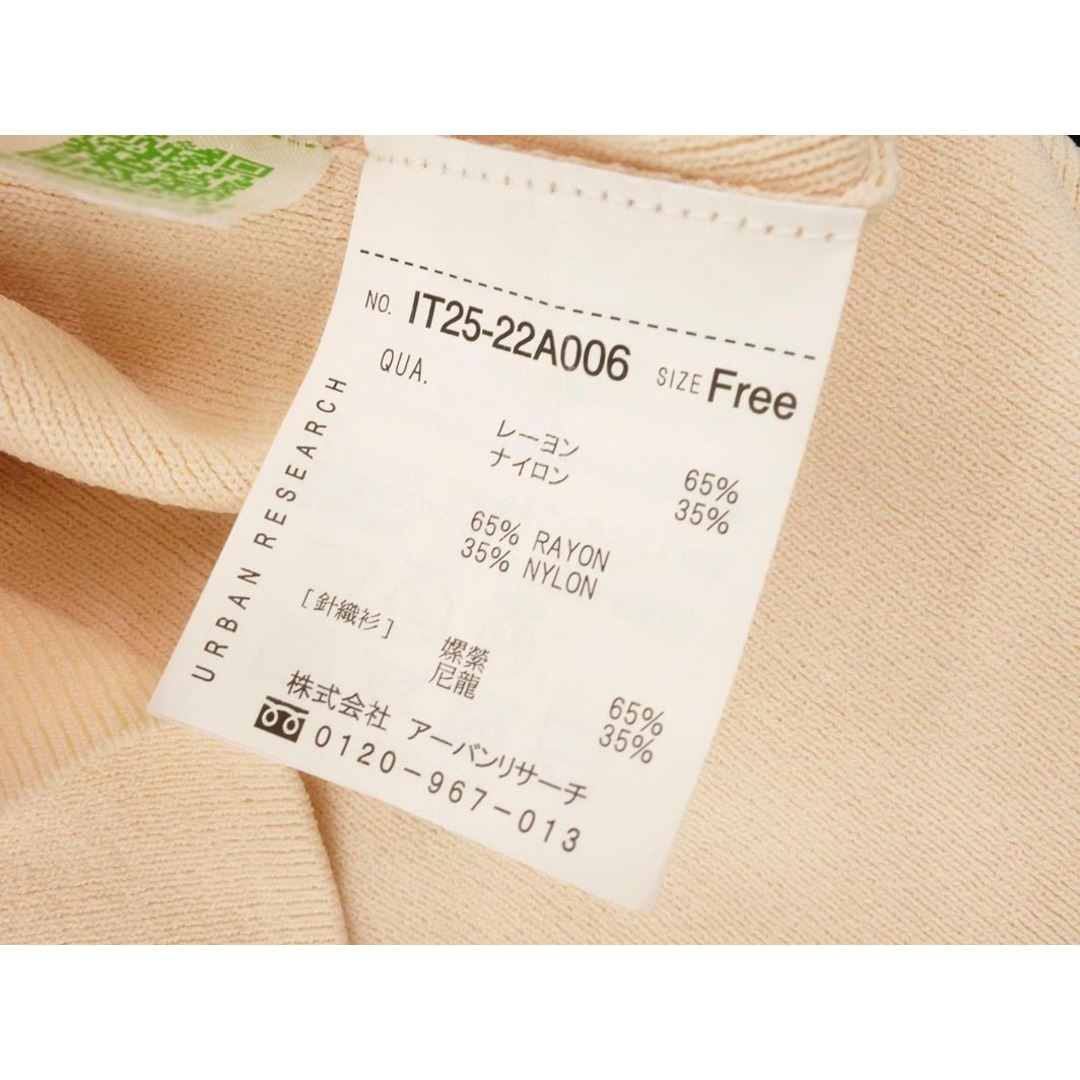 NO. IT25-22A006 SIZE Free
QUA.
レーヨン 65%
ナイロン 35%
65% RAYON
35% NYLON
[針織衫]
嫘縈 65%
尼龍 35%
株式会社 アーバンリサーチ
0120-967-013
URBAN RESEARCH